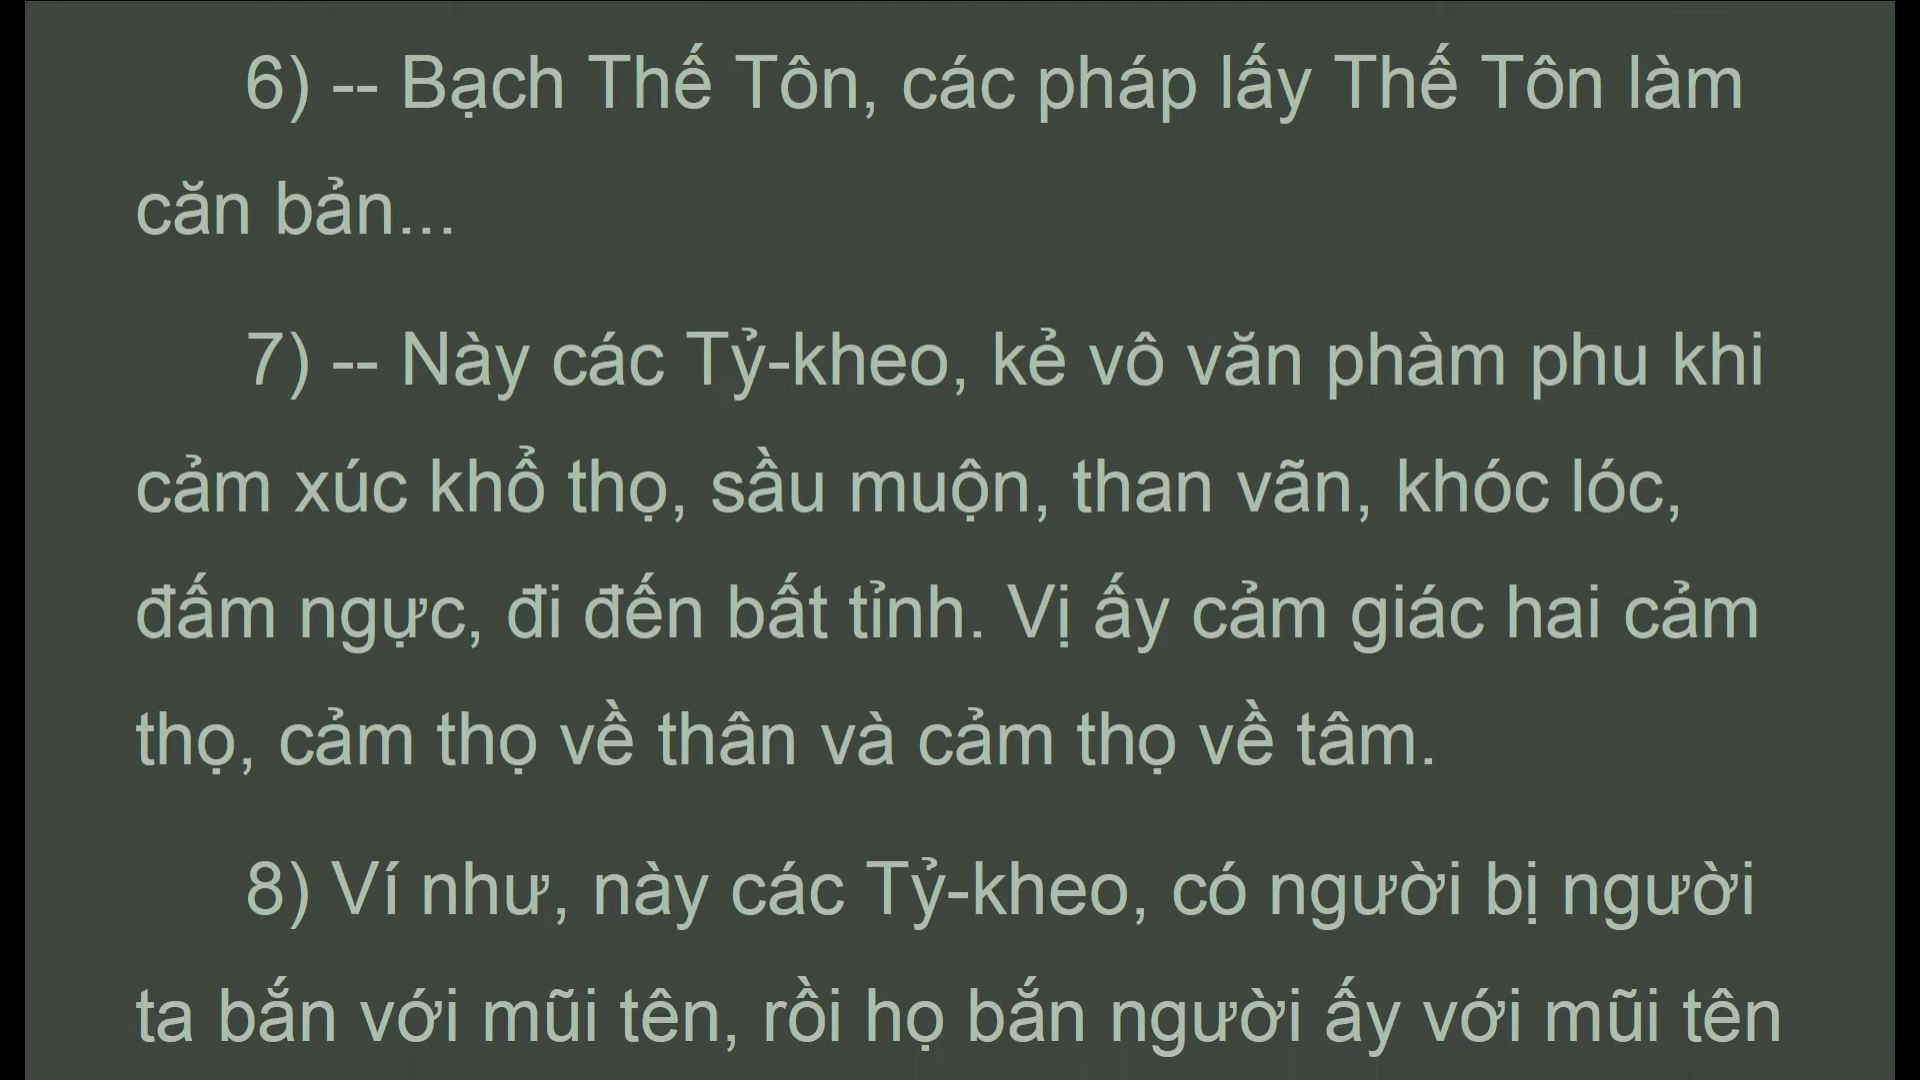 6) -- Bạch Thế Tôn, các pháp lấy Thế Tôn làm
căn bản...
7) -- Này các Tỷ-kheo, kẻ vô văn phàm phu khi
cảm xúc khổ thọ, sầu muộn, than vãn, khóc lóc,
đấm ngực, đi đến bất tỉnh. Vị ấy cảm giác hai cảm
thọ, cảm thọ về thân và cảm thọ về tâm.
8) Ví như, này các Tỷ-kheo, có người bị người
ta bắn với mũi tên, rồi họ bắn người ấy với mũi tên